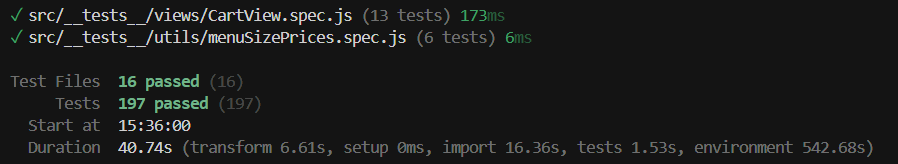 ✓ src/__tests__/views/CartView.spec.js (13 tests) 173ms
✓ src/__tests__/utils/menuSizePrices.spec.js (6 tests) 6ms
Test Files 16 passed (16)
Tests 197 passed (197)
Start at 15:36:00
Duration 40.74s (transform 6.61s, setup 0ms, import 16.36s, tests 1.53s, environment 542.68s)